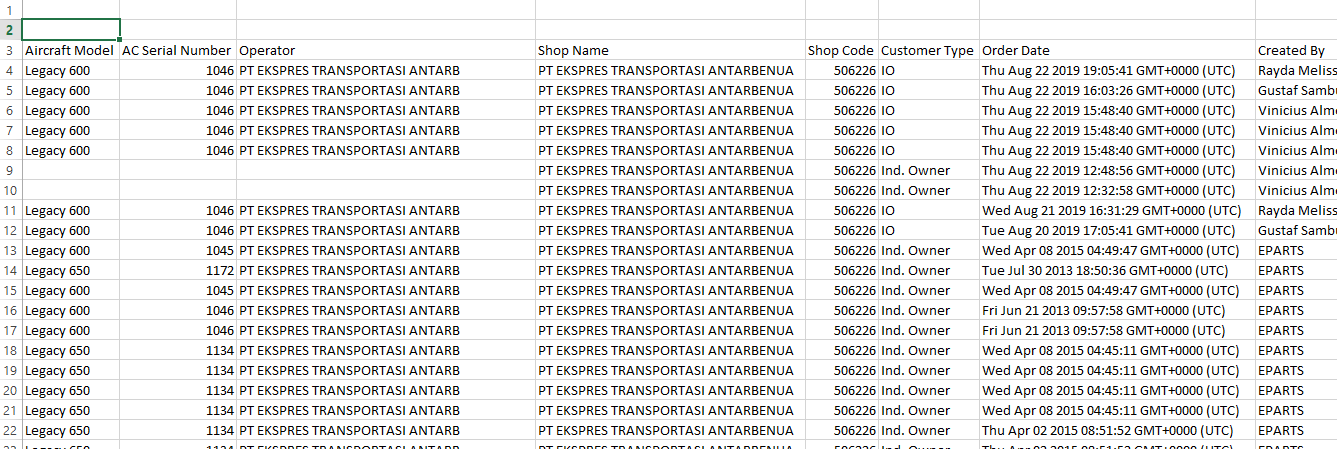 1
2
3 Aircraft Model AC Serial Number Operator Shop Name Shop Code Customer Type Order Date Created By
4 Legacy 600 1046 PT EKSPRES TRANSPORTASI ANTARB PT EKSPRES TRANSPORTASI ANTARBENUA 506226 IO Thu Aug 22 2019 19:05:41 GMT+0000 (UTC) Rayda Meliss
5 Legacy 600 1046 PT EKSPRES TRANSPORTASI ANTARB PT EKSPRES TRANSPORTASI ANTARBENUA 506226 IO Thu Aug 22 2019 16:03:26 GMT+0000 (UTC) Gustaf Sambu
6 Legacy 600 1046 PT EKSPRES TRANSPORTASI ANTARB PT EKSPRES TRANSPORTASI ANTARBENUA 506226 IO Thu Aug 22 2019 15:48:40 GMT+0000 (UTC) Vinicius Alme
7 Legacy 600 1046 PT EKSPRES TRANSPORTASI ANTARB PT EKSPRES TRANSPORTASI ANTARBENUA 506226 IO Thu Aug 22 2019 15:48:40 GMT+0000 (UTC) Vinicius Alme
8 Legacy 600 1046 PT EKSPRES TRANSPORTASI ANTARB PT EKSPRES TRANSPORTASI ANTARBENUA 506226 IO Thu Aug 22 2019 15:48:40 GMT+0000 (UTC) Vinicius Alme
9 PT EKSPRES TRANSPORTASI ANTARBENUA 506226 Ind. Owner Thu Aug 22 2019 12:48:56 GMT+0000 (UTC) Vinicius Alme
10 PT EKSPRES TRANSPORTASI ANTARBENUA 506226 Ind. Owner Thu Aug 22 2019 12:32:58 GMT+0000 (UTC) Vinicius Alme
11 Legacy 600 1046 PT EKSPRES TRANSPORTASI ANTARB PT EKSPRES TRANSPORTASI ANTARBENUA 506226 IO Wed Aug 21 2019 16:31:29 GMT+0000 (UTC) Rayda Meliss
12 Legacy 600 1046 PT EKSPRES TRANSPORTASI ANTARB PT EKSPRES TRANSPORTASI ANTARBENUA 506226 IO Tue Aug 20 2019 17:05:41 GMT+0000 (UTC) Gustaf Sambu
13 Legacy 600 1045 PT EKSPRES TRANSPORTASI ANTARB PT EKSPRES TRANSPORTASI ANTARBENUA 506226 Ind. Owner Wed Apr 08 2015 04:49:47 GMT+0000 (UTC) EPARTS
14 Legacy 650 1172 PT EKSPRES TRANSPORTASI ANTARB PT EKSPRES TRANSPORTASI ANTARBENUA 506226 Ind. Owner Tue Jul 30 2013 18:50:36 GMT+0000 (UTC) EPARTS
15 Legacy 600 1045 PT EKSPRES TRANSPORTASI ANTARB PT EKSPRES TRANSPORTASI ANTARBENUA 506226 Ind. Owner Wed Apr 08 2015 04:49:47 GMT+0000 (UTC) EPARTS
16 Legacy 600 1046 PT EKSPRES TRANSPORTASI ANTARB PT EKSPRES TRANSPORTASI ANTARBENUA 506226 Ind. Owner Fri Jun 21 2013 09:57:58 GMT+0000 (UTC) EPARTS
17 Legacy 600 1046 PT EKSPRES TRANSPORTASI ANTARB PT EKSPRES TRANSPORTASI ANTARBENUA 506226 Ind. Owner Fri Jun 21 2013 09:57:58 GMT+0000 (UTC) EPARTS
18 Legacy 650 1134 PT EKSPRES TRANSPORTASI ANTARB PT EKSPRES TRANSPORTASI ANTARBENUA 506226 Ind. Owner Wed Apr 08 2015 04:45:11 GMT+0000 (UTC) EPARTS
19 Legacy 650 1134 PT EKSPRES TRANSPORTASI ANTARB PT EKSPRES TRANSPORTASI ANTARBENUA 506226 Ind. Owner Wed Apr 08 2015 04:45:11 GMT+0000 (UTC) EPARTS
20 Legacy 650 1134 PT EKSPRES TRANSPORTASI ANTARB PT EKSPRES TRANSPORTASI ANTARBENUA 506226 Ind. Owner Wed Apr 08 2015 04:45:11 GMT+0000 (UTC) EPARTS
21 Legacy 650 1134 PT EKSPRES TRANSPORTASI ANTARB PT EKSPRES TRANSPORTASI ANTARBENUA 506226 Ind. Owner Wed Apr 08 2015 04:45:11 GMT+0000 (UTC) EPARTS
22 Legacy 650 1134 PT EKSPRES TRANSPORTASI ANTARB PT EKSPRES TRANSPORTASI ANTARBENUA 506226 Ind. Owner Thu Apr 02 2015 08:51:52 GMT+0000 (UTC) EPARTS